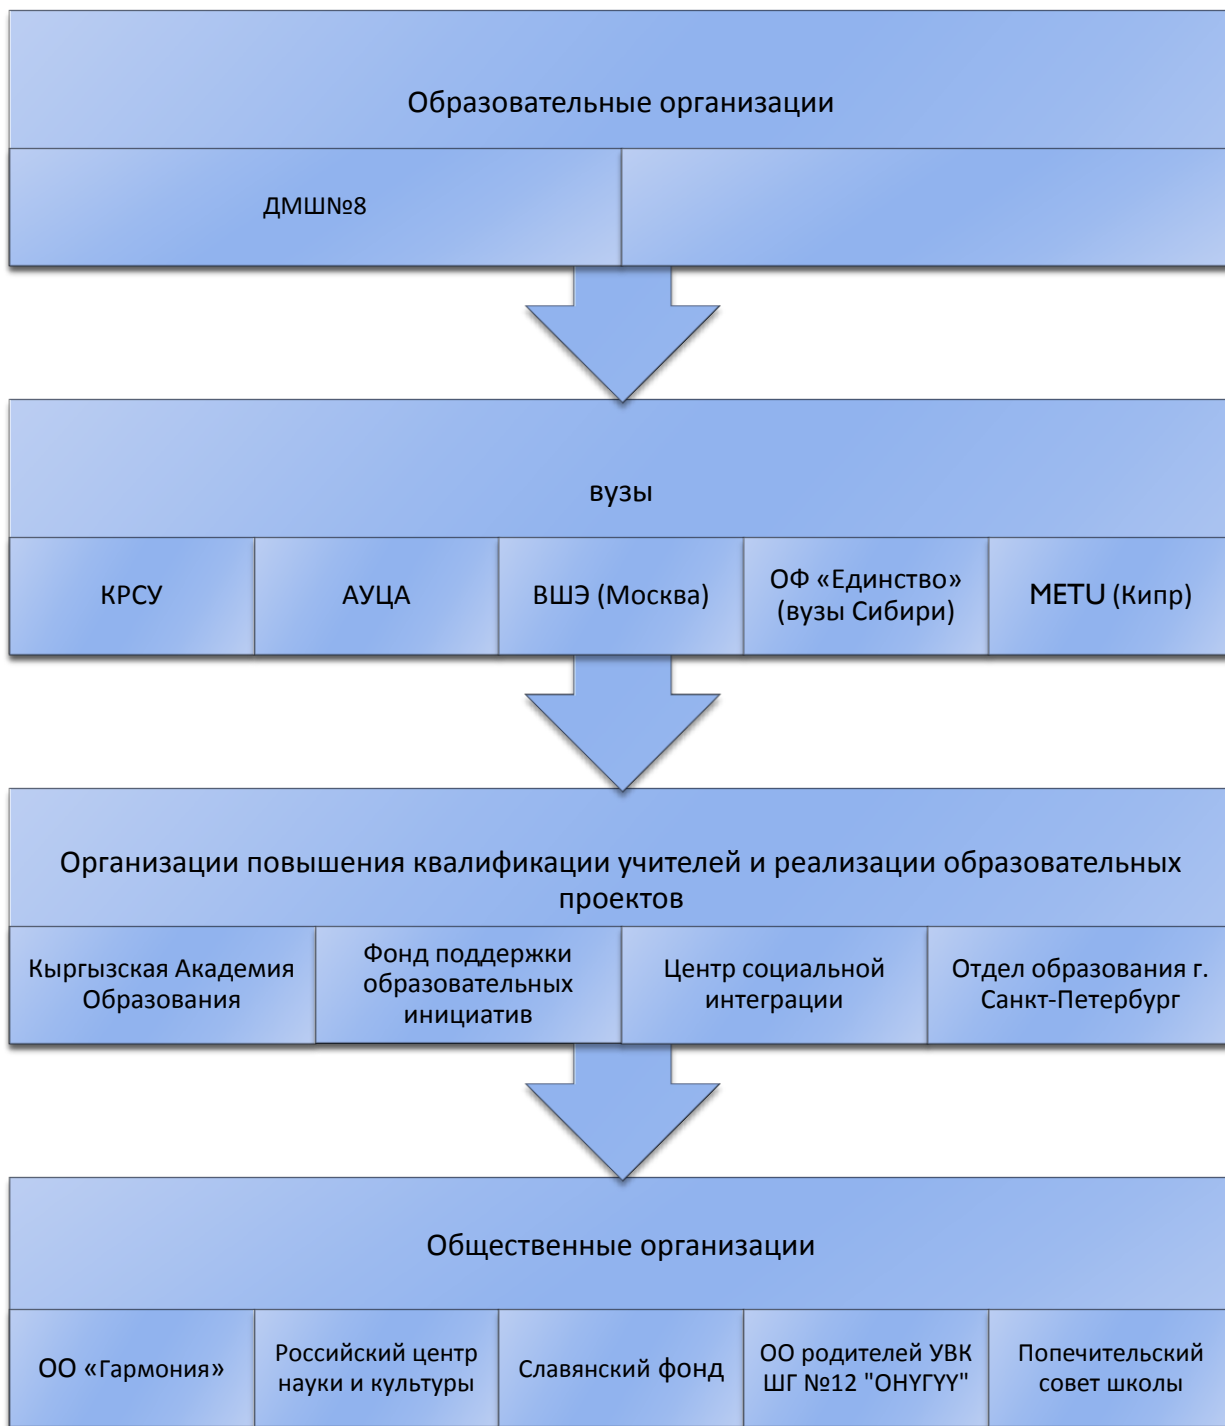 Образовательные организации
ДМШ№8
вузы
КРСУ
АУЦА
ВШЭ (Москва)
ОФ «Единство»
(вузы Сибири)
METU (Кипр)
Организации повышения квалификации учителей и реализации образовательных
проектов
Кыргызская Академия
Образования
Фонд поддержки
образовательных
инициатив
Центр социальной
интеграции
Отдел образования г.
Санкт-Петербург
Общественные организации
ОО «Гармония»
Российский центр
науки и культуры
Славянский фонд
ОО родителей УВК
ШГ №12 "ОНҮГҮҮ"
Попечительский
совет школы